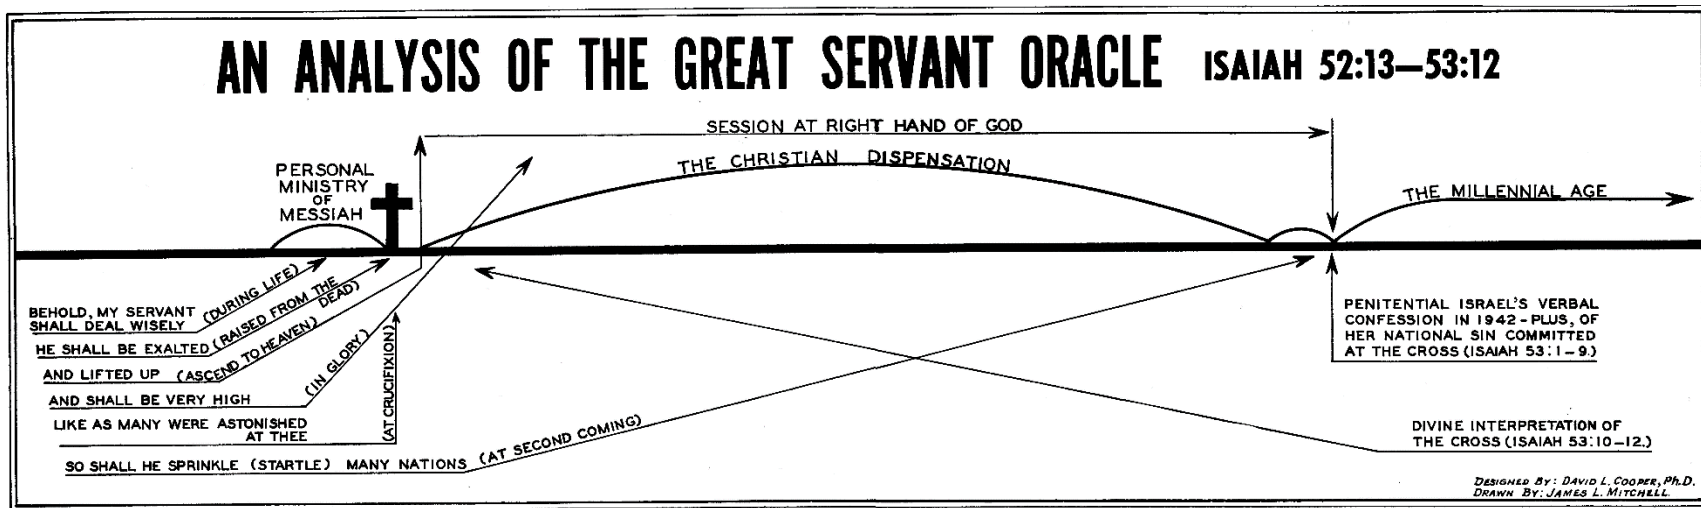 AN ANALYSIS OF THE GREAT SERVANT ORACLE ISAIAH 52:13—53:12
SESSION AT RIGHT HAND OF GOD
THE CHRISTIAN DISPENSATION
PERSONAL
MINISTRY
OF
MESSIAH
THE MILLENNIAL AGE
BEHOLD, MY SERVANT
SHALL DEAL WISELY
(DURING LIFE)
HE SHALL BE EXALTED
(RAISED FROM THE
DEAD)
AND LIFTED UP
(ASCEND TO HEAVEN)
AND SHALL BE VERY HIGH
(IN GLORY)
LIKE AS MANY WERE ASTONISHED
AT THEE
(AT CRUCIFIXION)
SO SHALL HE SPRINKLE (STARTLE) MANY NATIONS
(AT SECOND COMING)
PENITENTIAL ISRAEL'S VERBAL
CONFESSION IN 1942-PLUS, OF
HER NATIONAL SIN COMMITTED
AT THE CROSS (ISAIAH 53:1-9.)
DIVINE INTERPRETATION OF
THE CROSS (ISAIAH 53:10-12.)
DESIGNED BY: DAVID L. COOPER, Ph.D.
DRAWN BY: JAMES L. MITCHELL